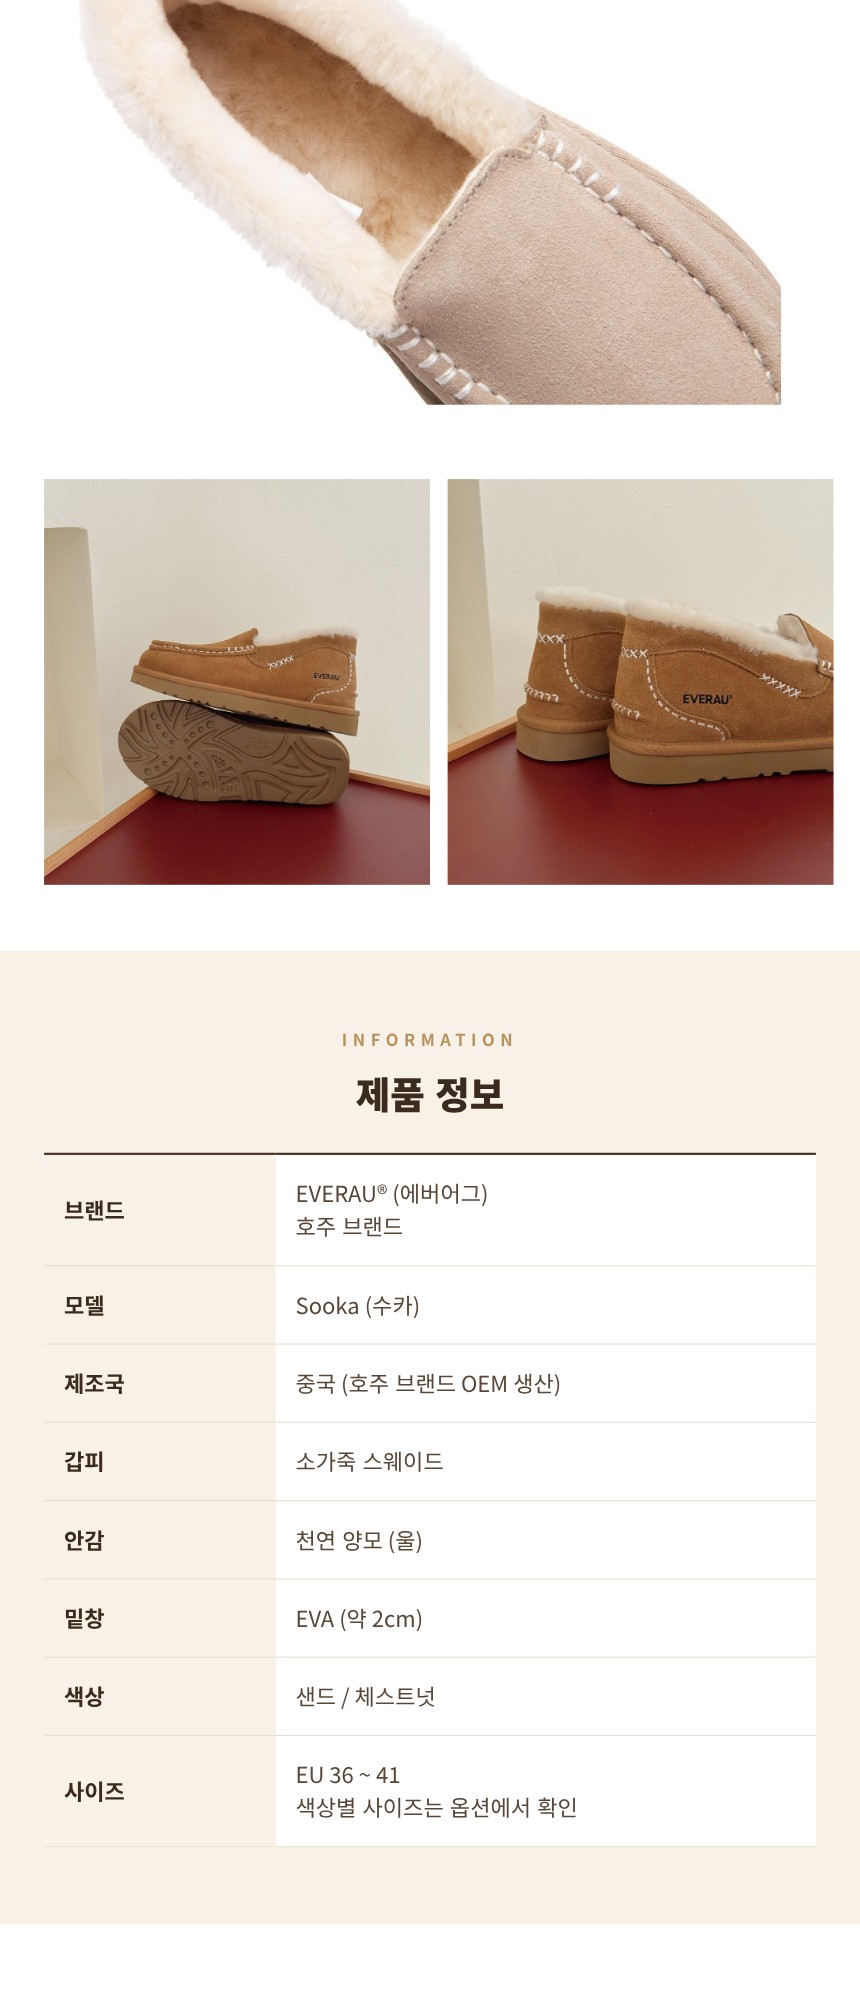 EVERAU
EVERAU®
INFORMATION
제품 정보
브랜드
EVERAU® (에버어그)
호주 브랜드
모델
Sooka (수카)
제조국
중국 (호주 브랜드 OEM 생산)
갑피
소가죽 스웨이드
안감
천연 양모 (울)
밑창
EVA (약 2cm)
색상
샌드 / 체스트넛
사이즈
EU 36 ~ 41
색상별 사이즈는 옵션에서 확인